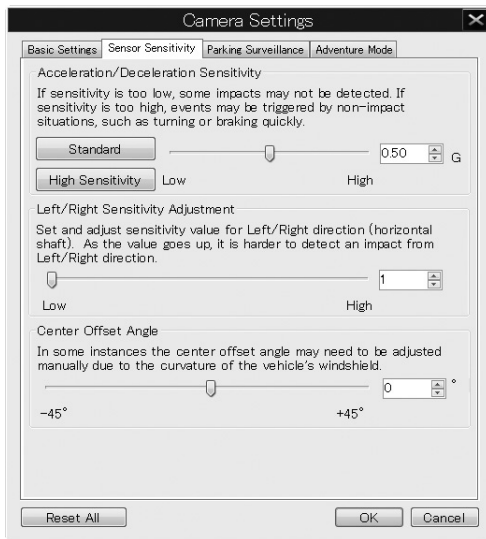 Camera Settings
Basic Settings Sensor Sensitivity Parking Surveillance Adventure Mode
Acceleration/Deceleration Sensitivity
If sensitivity is too low, some impacts may not be detected. If
sensitivity is too high, events may be triggered by non-impact
situations, such as turning or braking quickly.
Standard 0.50 G
High Sensitivity Low High
Left/Right Sensitivity Adjustment
Set and adjust sensitivity value for Left/Right direction (horizontal
shaft). As the value goes up, it is harder to detect an impact from
Left/Right direction.
1
Low High
Center Offset Angle
In some instances the center offset angle may need to be adjusted
manually due to the curvature of the vehicle's windshield.
0 °
-45° +45°
Reset All OK Cancel